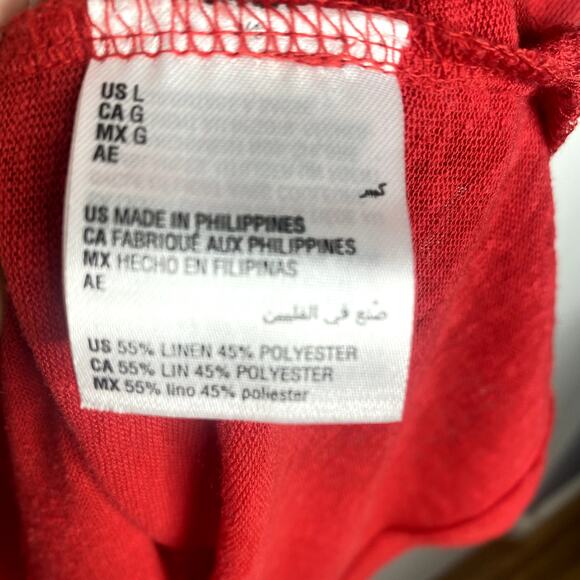 US L
CA G
MX G
AE
كبير
US MADE IN PHILIPPINES
CA FABRIQUÉ AUX PHILIPPINES
MX HECHO EN FILIPINAS
AE
صنع في الفلبين
US 55% LINEN 45% POLYESTER
CA 55% LIN 45% POLYESTER
MX 55% lino 45% poliester